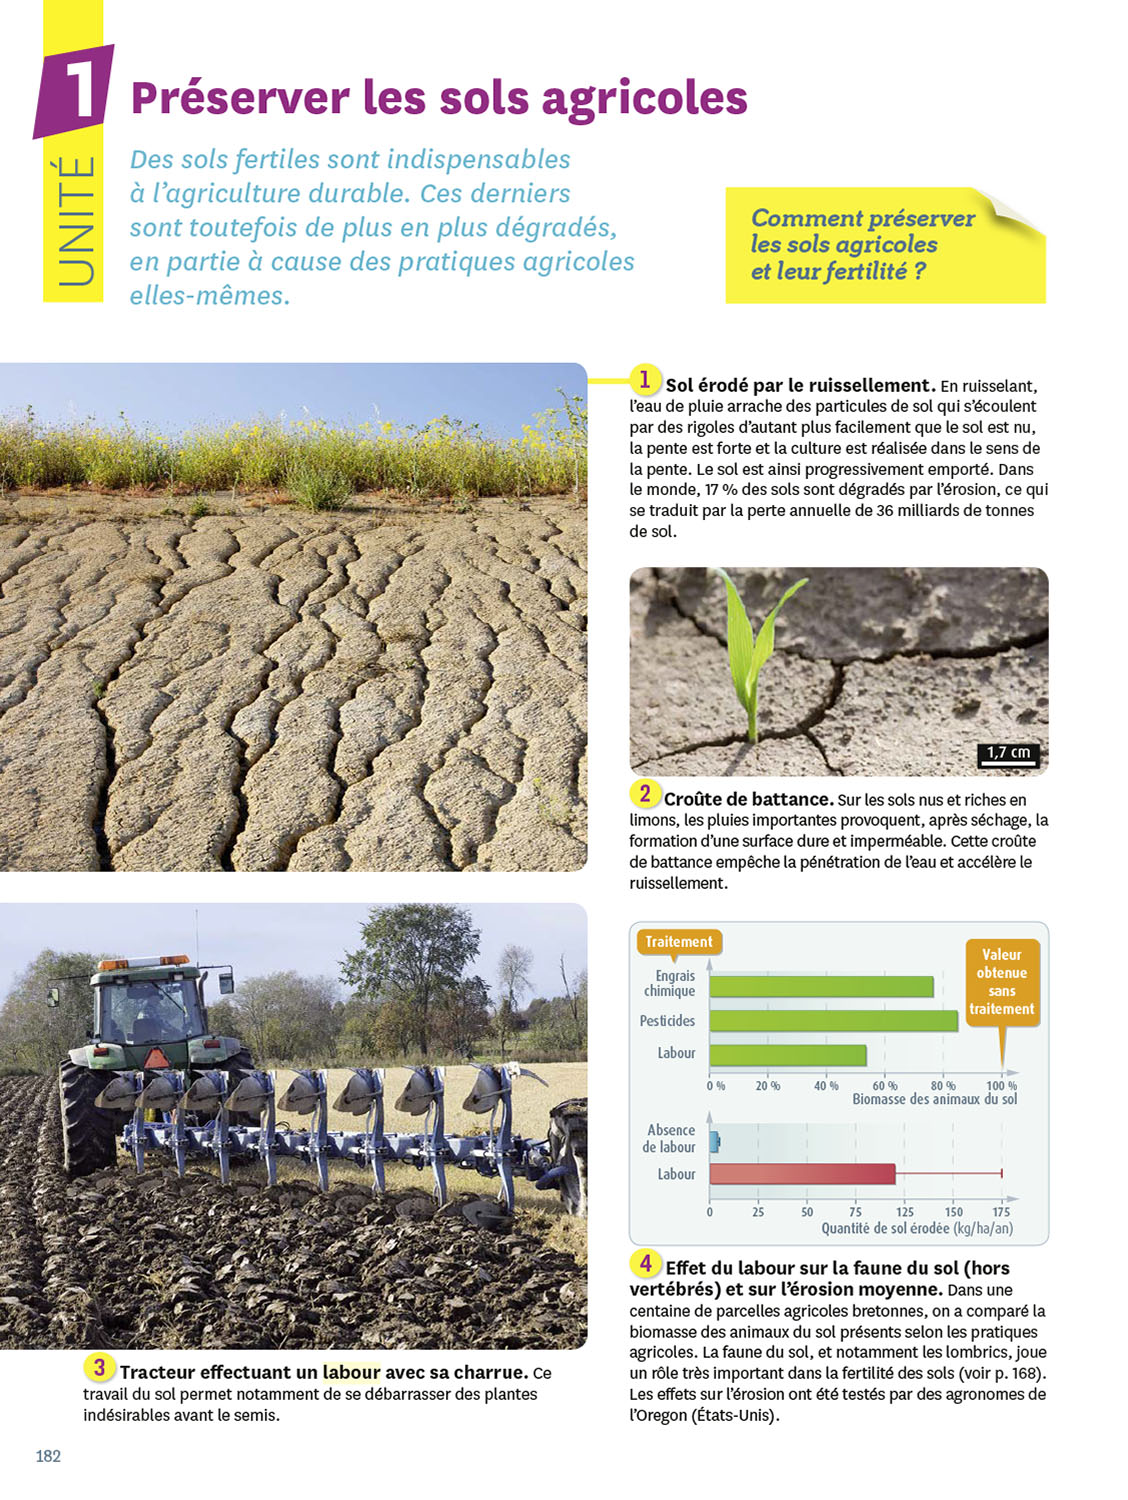 1
UNITÉ
Préserver les sols agricoles
Des sols fertiles sont indispensables
à l’agriculture durable. Ces derniers
sont toutefois de plus en plus dégradés,
en partie à cause des pratiques agricoles
elles-mêmes.
Comment préserver
les sols agricoles
et leur fertilité ?
1 Sol érodé par le ruissellement. En ruisselant,
l’eau de pluie arrache des particules de sol qui s’écoulent
par des rigoles d’autant plus facilement que le sol est nu,
la pente est forte et la culture est réalisée dans le sens de
la pente. Le sol est ainsi progressivement emporté. Dans
le monde, 17 % des sols sont dégradés par l’érosion, ce qui
se traduit par la perte annuelle de 36 milliards de tonnes
de sol.
1,7 cm
2 Croûte de battance. Sur les sols nus et riches en
limons, les pluies importantes provoquent, après séchage, la
formation d’une surface dure et imperméable. Cette croûte
de battance empêche la pénétration de l’eau et accélère le
ruissellement.
3 Tracteur effectuant un labour avec sa charrue. Ce
travail du sol permet notamment de se débarrasser des plantes
indésirables avant le semis.
Traitement
Valeur
obtenue
sans
traitement
Engrais
chimique
Pesticides
Labour
0 % 20 % 40 % 60 % 80 % 100 %
Biomasse des animaux du sol
Absence
de labour
Labour
0 25 50 75 125 150 175
Quantité de sol érodée (kg/ha/an)
4 Effet du labour sur la faune du sol (hors
vertébrés) et sur l’érosion moyenne. Dans une
centaine de parcelles agricoles bretonnes, on a comparé la
biomasse des animaux du sol présents selon les pratiques
agricoles. La faune du sol, et notamment les lombrics, joue
un rôle très important dans la fertilité des sols (voir p. 168).
Les effets sur l’érosion ont été testés par des agronomes de
l’Oregon (États-Unis).
182